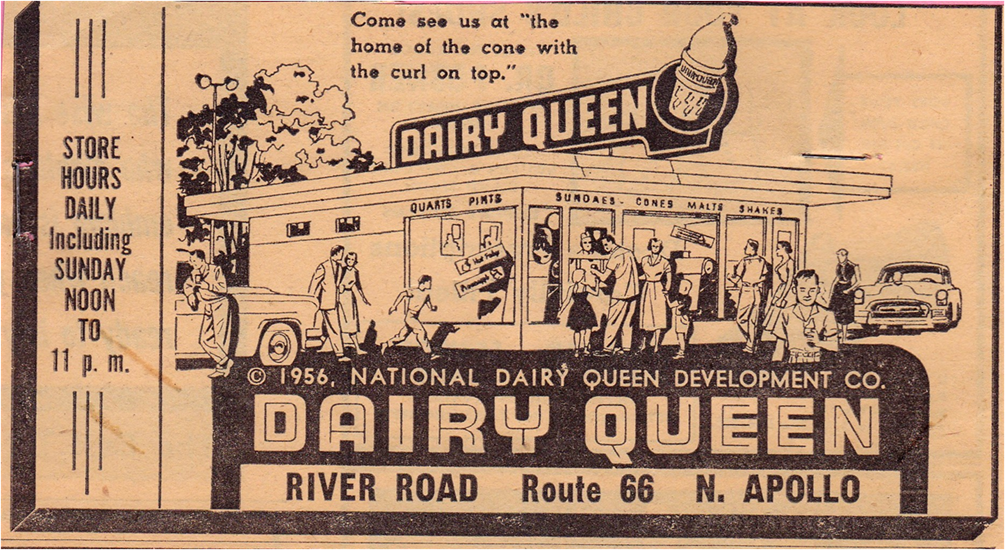 Come see us at "the
home of the cone with
the curl on top."
DAIRY QUEEN
STORE
HOURS
DAILY
Including
SUNDAY
NOON
TO
11 p. m.
QUARTS PINTS
SUNDAES - CONES MALTS SHAKES
© 1956, NATIONAL DAIRY QUEEN DEVELOPMENT CO.
DAIRY QUEEN
RIVER ROAD Route 66 N. APOLLO